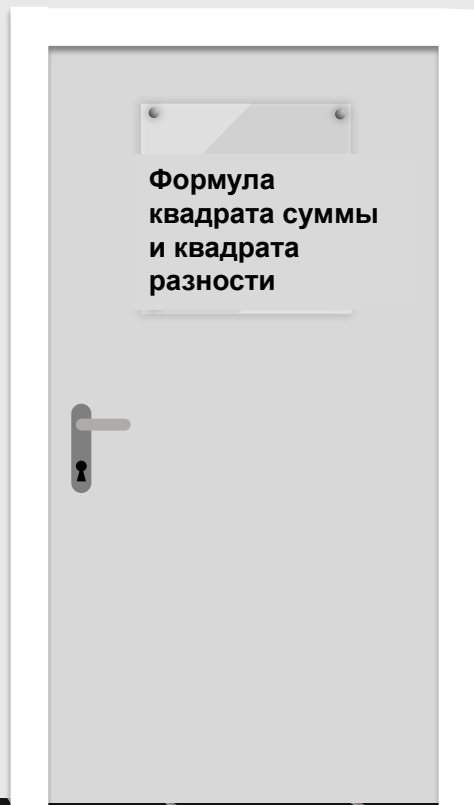 Формула
квадрата суммы
и квадрата
разности